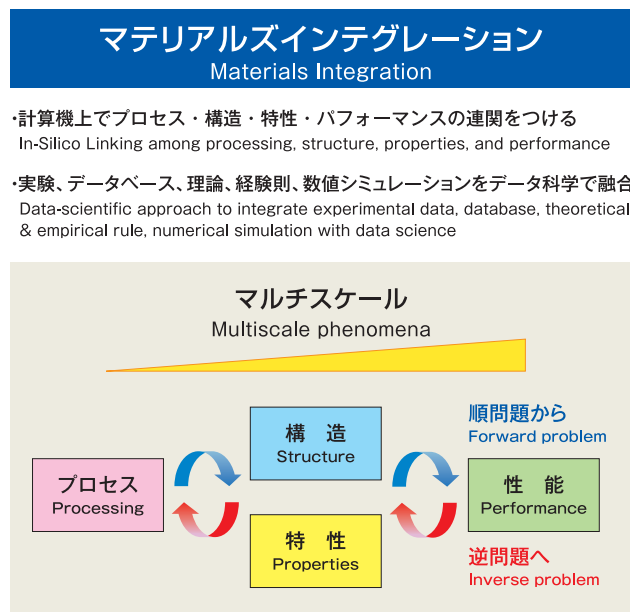 マテリアルズインテグレーション
Materials Integration
・計算機上でプロセス・構造・特性・パフォーマンスの連関をつける
In-Silico Linking among processing, structure, properties, and performance
・実験、データベース、理論、経験則、数値シミュレーションをデータ科学で融合
Data-scientific approach to integrate experimental data, database, theoretical
& empirical rule, numerical simulation with data science
マルチスケール
Multiscale phenomena
構 造
Structure
順問題から
Forward problem
プロセス
Processing
性 能
Performance
特 性
Properties
逆問題へ
Inverse problem